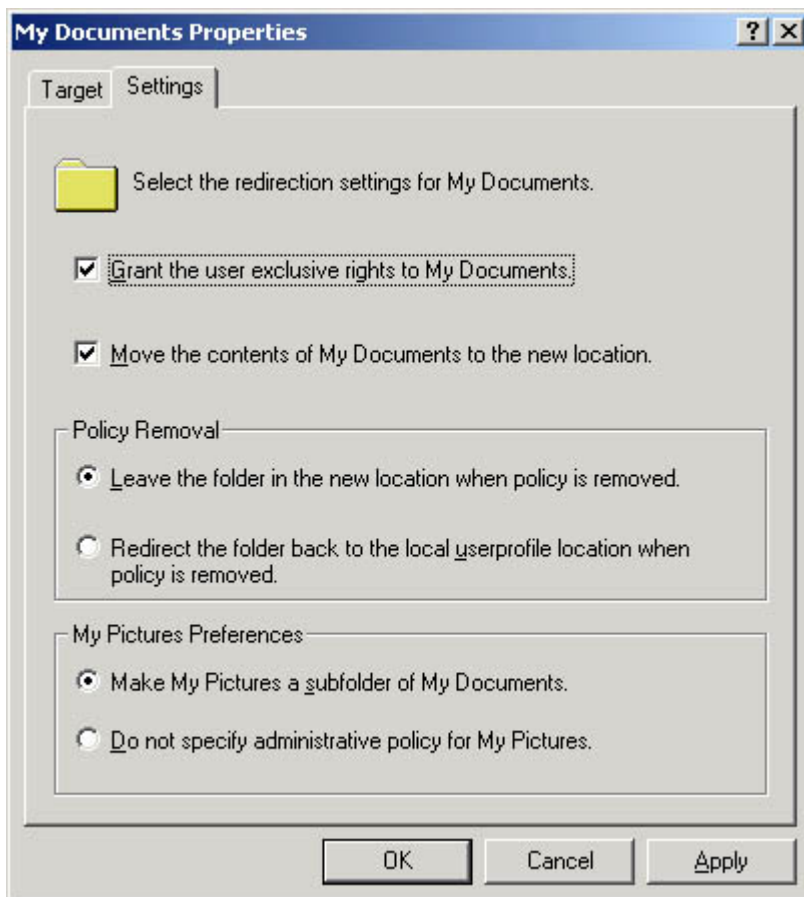 My Documents Properties
Target
Settings
Select the redirection settings for My Documents.
Grant the user exclusive rights to My Documents.
Move the contents of My Documents to the new location.
Policy Removal
Leave the folder in the new location when policy is removed.
Redirect the folder back to the local userprofile location when
policy is removed.
My Pictures Preferences
Make My Pictures a subfolder of My Documents.
Do not specify administrative policy for My Pictures.
OK
Cancel
Apply